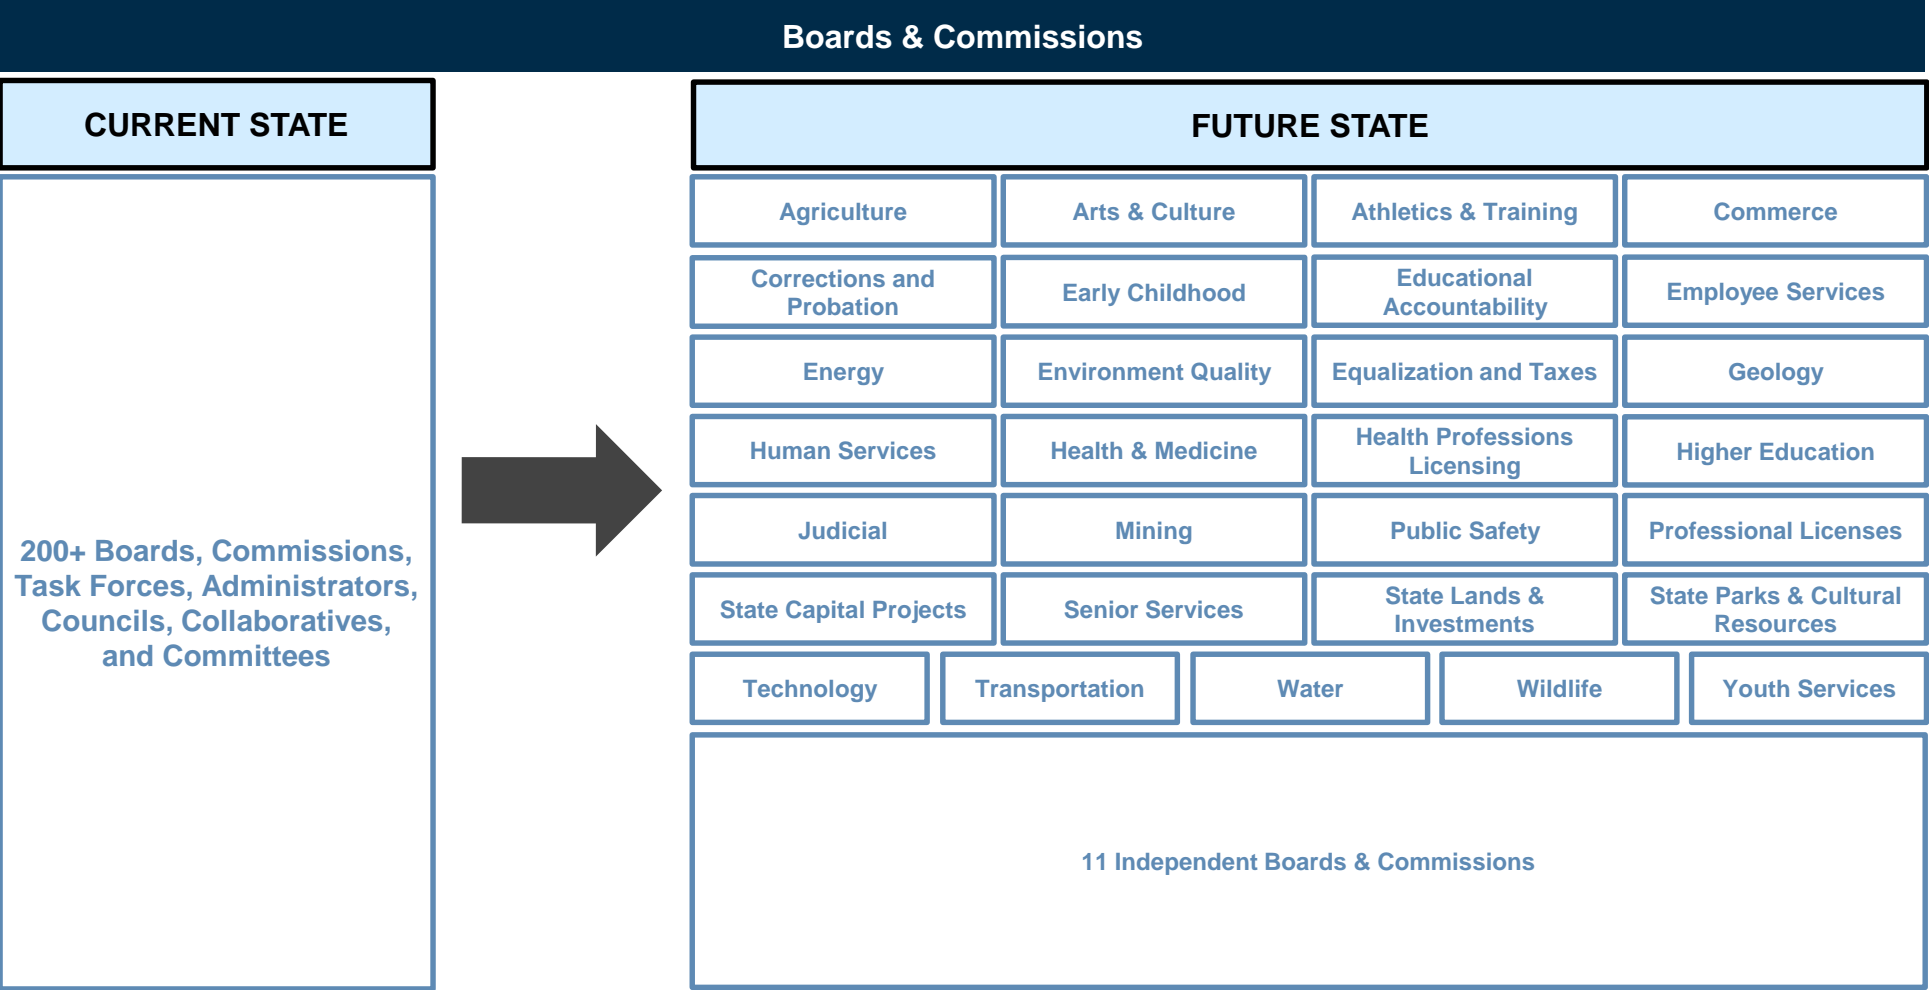 Boards & Commissions
CURRENT STATE
FUTURE STATE
200+ Boards, Commissions,
Task Forces, Administrators,
Councils, Collaboratives,
and Committees
Agriculture
Arts & Culture
Athletics & Training
Commerce
Corrections and
Probation
Early Childhood
Educational
Accountability
Employee Services
Energy
Environment Quality
Equalization and Taxes
Geology
Human Services
Health & Medicine
Health Professions
Licensing
Higher Education
Judicial
Mining
Public Safety
Professional Licenses
State Capital Projects
Senior Services
State Lands &
Investments
State Parks & Cultural
Resources
Technology
Transportation
Water
Wildlife
Youth Services
11 Independent Boards & Commissions